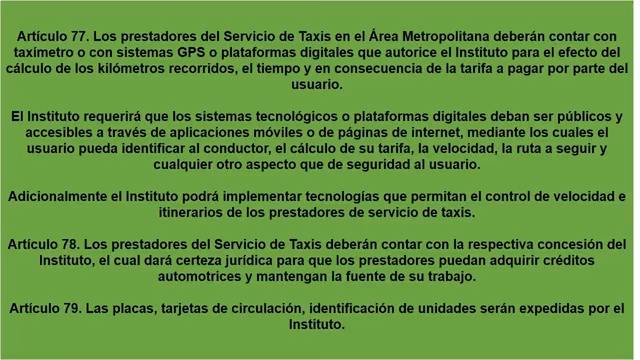 Artículo 77. Los prestadores del Servicio de Taxis en el Área Metropolitana deberán contar con
taxímetro o con sistemas GPS o plataformas digitales que autorice el Instituto para el efecto del
cálculo de los kilómetros recorridos, el tiempo y en consecuencia de la tarifa a pagar por parte del
usuario.
El Instituto requerirá que los sistemas tecnológicos o plataformas digitales deban ser públicos y
accesibles a través de aplicaciones móviles o de páginas de internet, mediante los cuales el
usuario pueda identificar al conductor, el cálculo de su tarifa, la velocidad, la ruta a seguir y
cualquier otro aspecto que de seguridad al usuario.
Adicionalmente el Instituto podrá implementar tecnologías que permitan el control de velocidad e
itinerarios de los prestadores de servicio de taxis.
Artículo 78. Los prestadores del Servicio de Taxis deberán contar con la respectiva concesión del
Instituto, el cual dará certeza jurídica para que los prestadores puedan adquirir créditos
automotrices y mantengan la fuente de su trabajo.
Artículo 79. Las placas, tarjetas de circulación, identificación de unidades serán expedidas por el
Instituto.